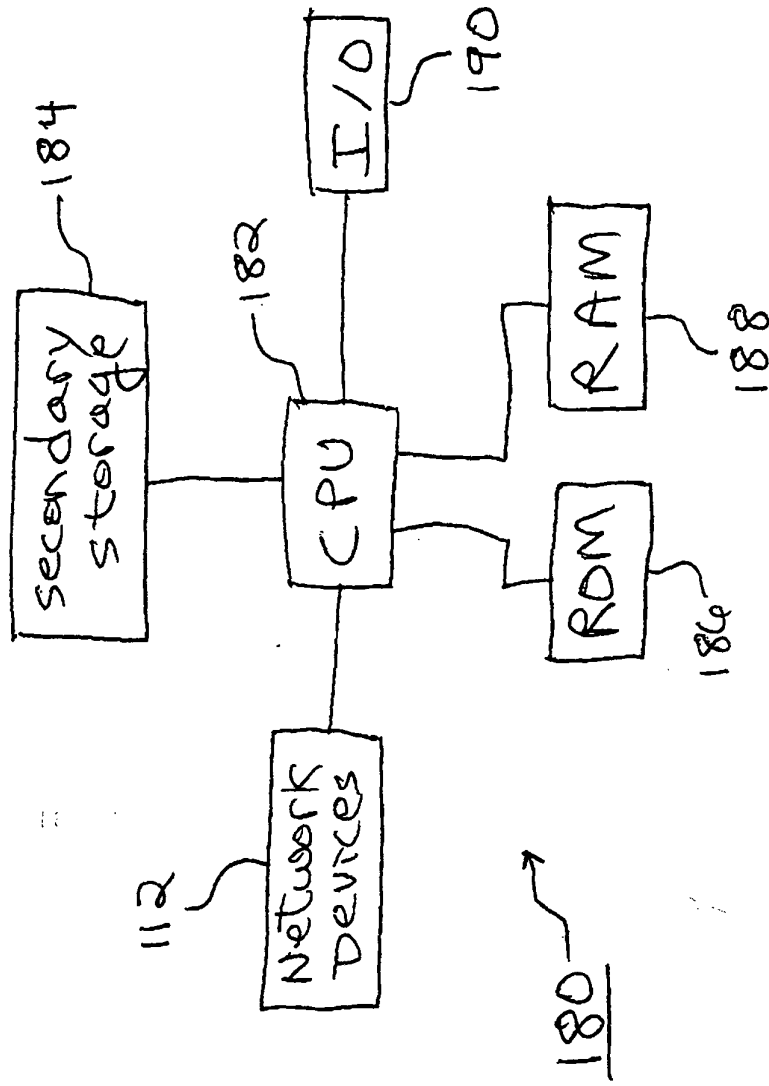 secondary
storage
184
112
182
Network
Devices
CPU
I/O
190
180
ROM
RAM
186
188